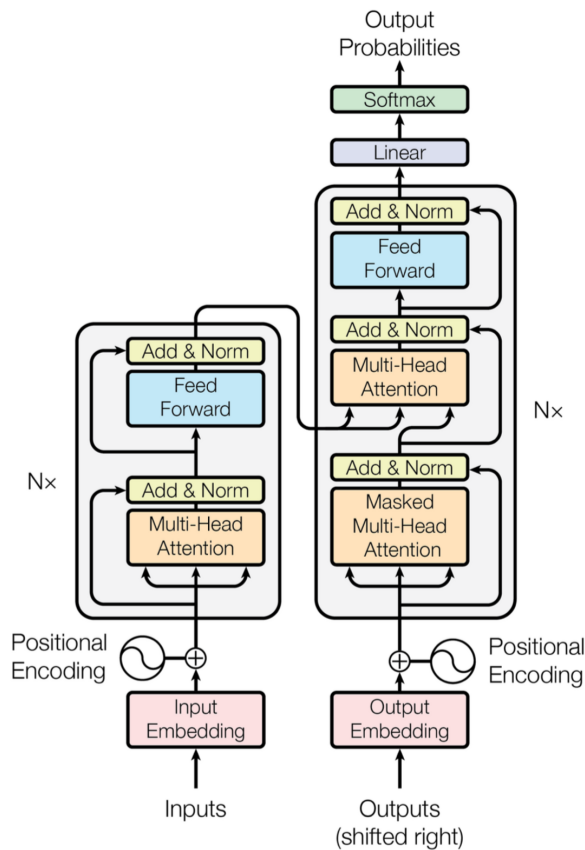 Output
Probabilities
Softmax
Linear
Add & Norm
Feed
Forward
Add & Norm
Multi-Head
Attention
Add & Norm
Masked
Multi-Head
Attention
N×
Add & Norm
Feed
Forward
Add & Norm
Multi-Head
Attention
N×
Positional
Encoding
Positional
Encoding
Input
Embedding
Output
Embedding
Inputs
Outputs
(shifted right)